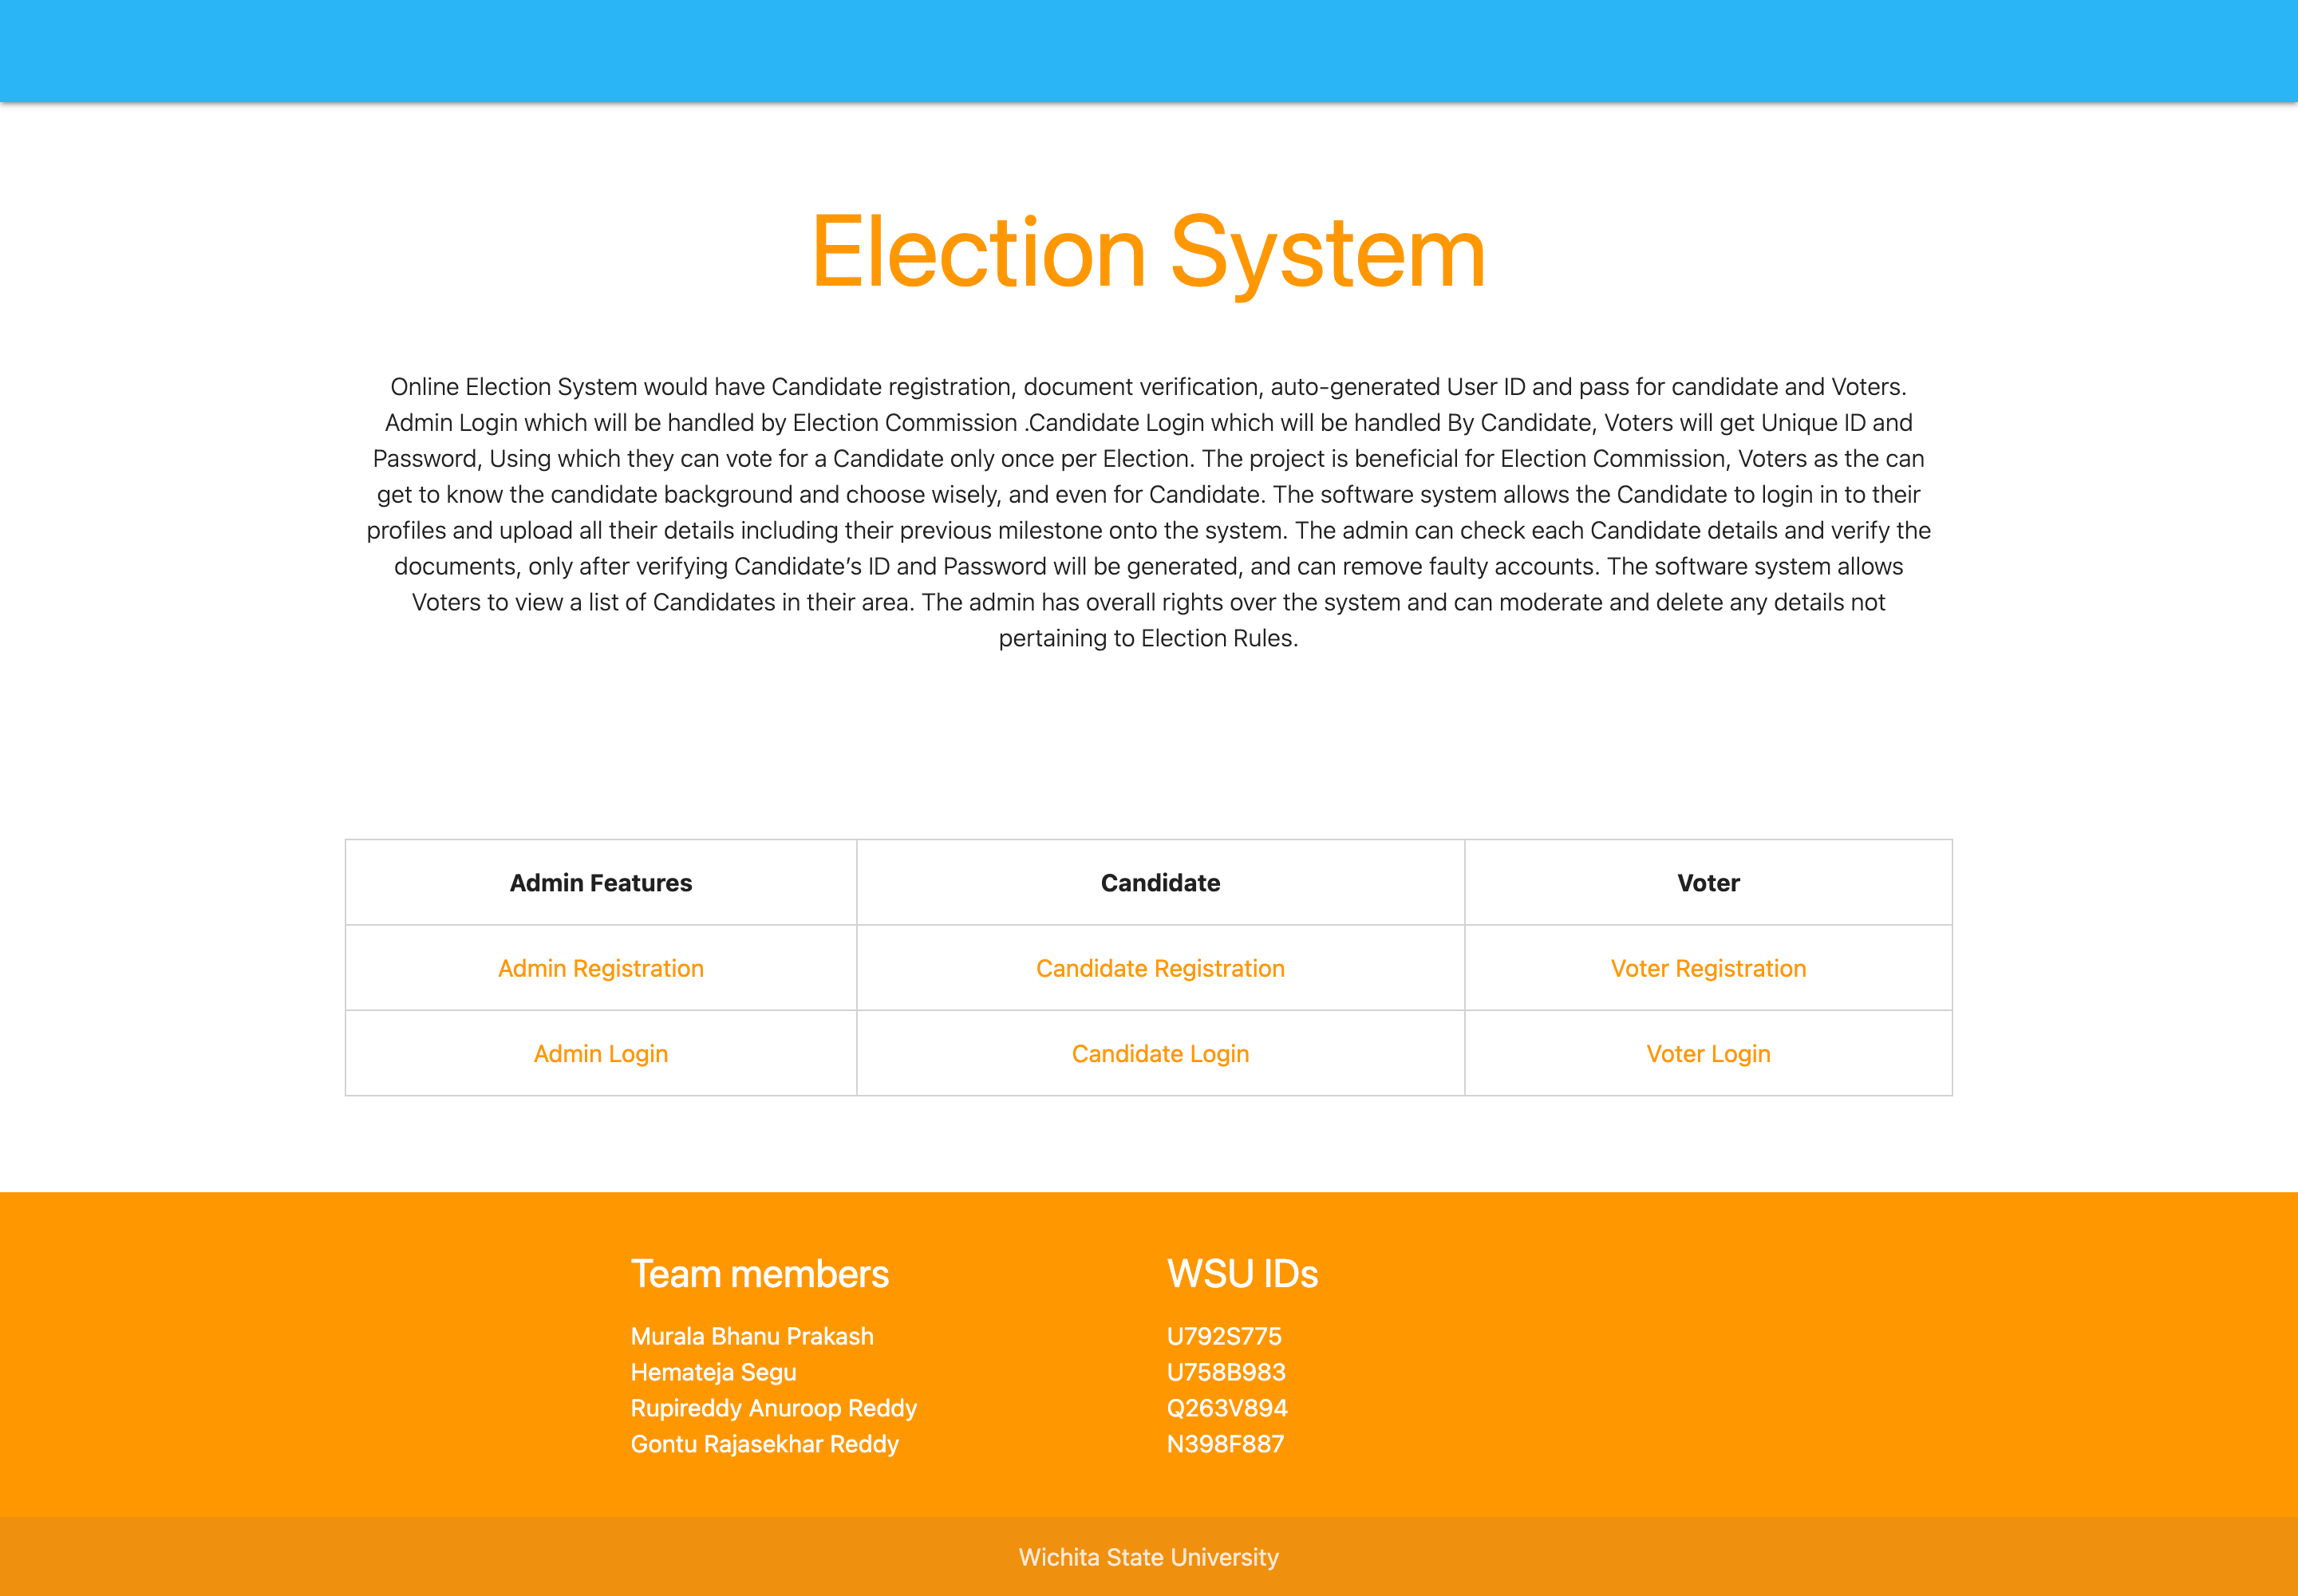 Election System
Online Election System would have Candidate registration, document verification, auto-generated User ID and pass for candidate and Voters.
Admin Login which will be handled by Election Commission .Candidate Login which will be handled By Candidate, Voters will get Unique ID and
Password, Using which they can vote for a Candidate only once per Election. The project is beneficial for Election Commission, Voters as the can
get to know the candidate background and choose wisely, and even for Candidate. The software system allows the Candidate to login in to their
profiles and upload all their details including their previous milestone onto the system. The admin can check each Candidate details and verify the
documents, only after verifying Candidate’s ID and Password will be generated, and can remove faulty accounts. The software system allows
Voters to view a list of Candidates in their area. The admin has overall rights over the system and can moderate and delete any details not
pertaining to Election Rules.
Admin Features Candidate Voter
Admin Registration Candidate Registration Voter Registration
Admin Login Candidate Login Voter Login
Team members WSU IDs
Murala Bhanu Prakash U792S775
Hemateja Segu U758B983
Rupireddy Anuroop Reddy Q263V894
Gontu Rajasekhar Reddy N398F887
Wichita State University